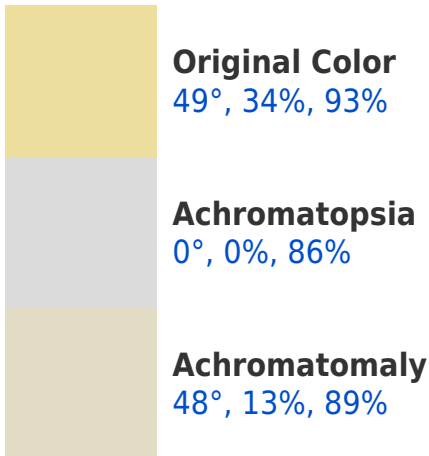 Original Color
49°, 34%, 93%
Achromatopsia
0°, 0%, 86%
Achromatomaly
48°, 13%, 89%